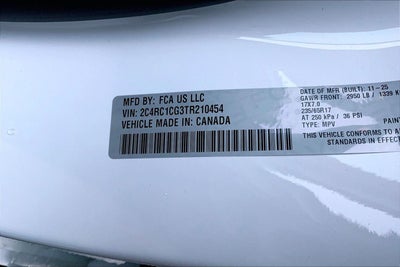 MFD BY: FCA US LLC
VIN: 2C4RC1CG3TR210454
VEHICLE MADE IN: CANADA
DATE OF MFR (BUILT): 11-25
GAWR FRONT: 2950 LB / 1339
17X7.0
235/65R17
AT 250 kPa / 36 PSI
TYPE: MPV PAIN
THIS VEHICLE CONFORMS TO A
SAFETY
IN EFFECT